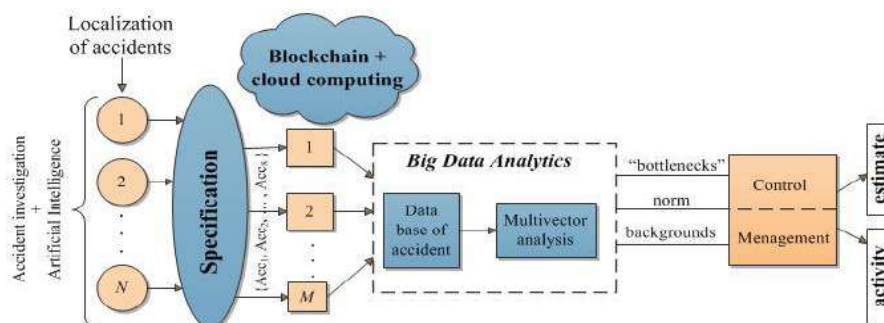 Localization
of accidents
Accident investigation
+
Artificial Intelligence
1
2
N
Specification
Blockchain +
cloud computing
{Acc1, Acc2, ..., Accs}
1
2
M
Big Data Analytics
Data
base of
accident
Multivector
analysis
"bottlenecks"
norm
backgrounds
Control
Menagement
estimate
activity